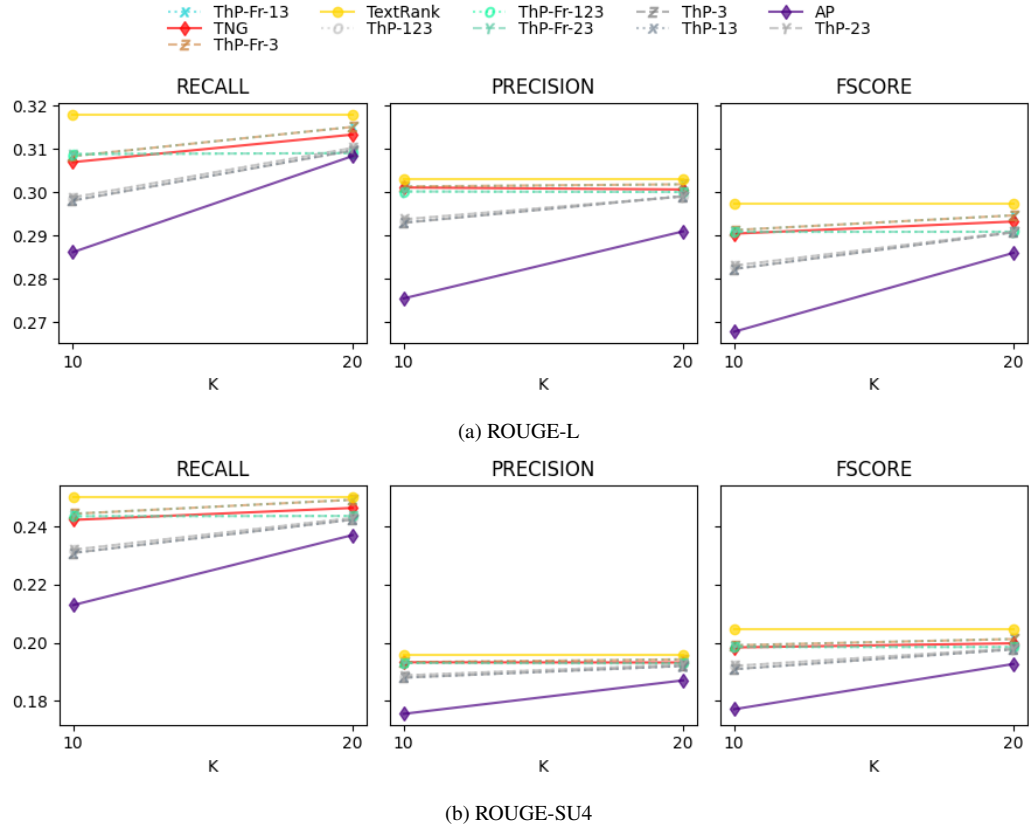 ThP-Fr-13 TextRank ThP-Fr-123 ThP-3 AP
TNG ThP-123 ThP-Fr-23 ThP-13 ThP-23
ThP-Fr-3
RECALL PRECISION FSCORE
0.32
0.31
0.30
0.29
0.28
0.27
10 20 10 20 10 20
K K K
(a) ROUGE-L
RECALL PRECISION FSCORE
0.24
0.22
0.20
0.18
10 20 10 20 10 20
K K K
(b) ROUGE-SU4